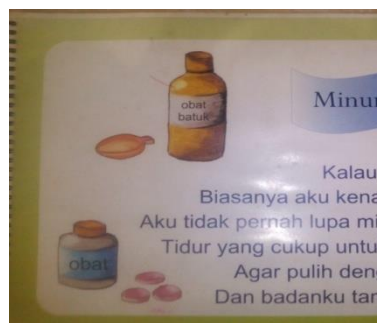 obat
batuk
Minu
Kalau
Biasanya aku kena
Aku tidak pernah lupa mi
Tidur yang cukup untu
obat
Agar pulih den
Dan badanku tar